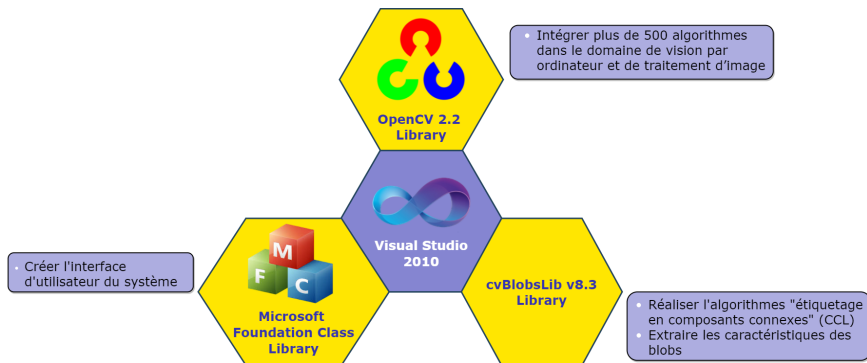 • Intégrer plus de 500 algorithmes
dans le domaine de vision par
ordinateur et de traitement d'image
OpenCV 2.2
Library
Visual Studio
2010
• Créer l'interface
d'utilisateur du système
M
F C
Microsoft
Foundation Class
Library
cvBlobsLib v8.3
Library
• Réaliser l'algorithmes "étiquetage
en composants connexes" (CCL)
• Extraire les caractéristiques des
blobs